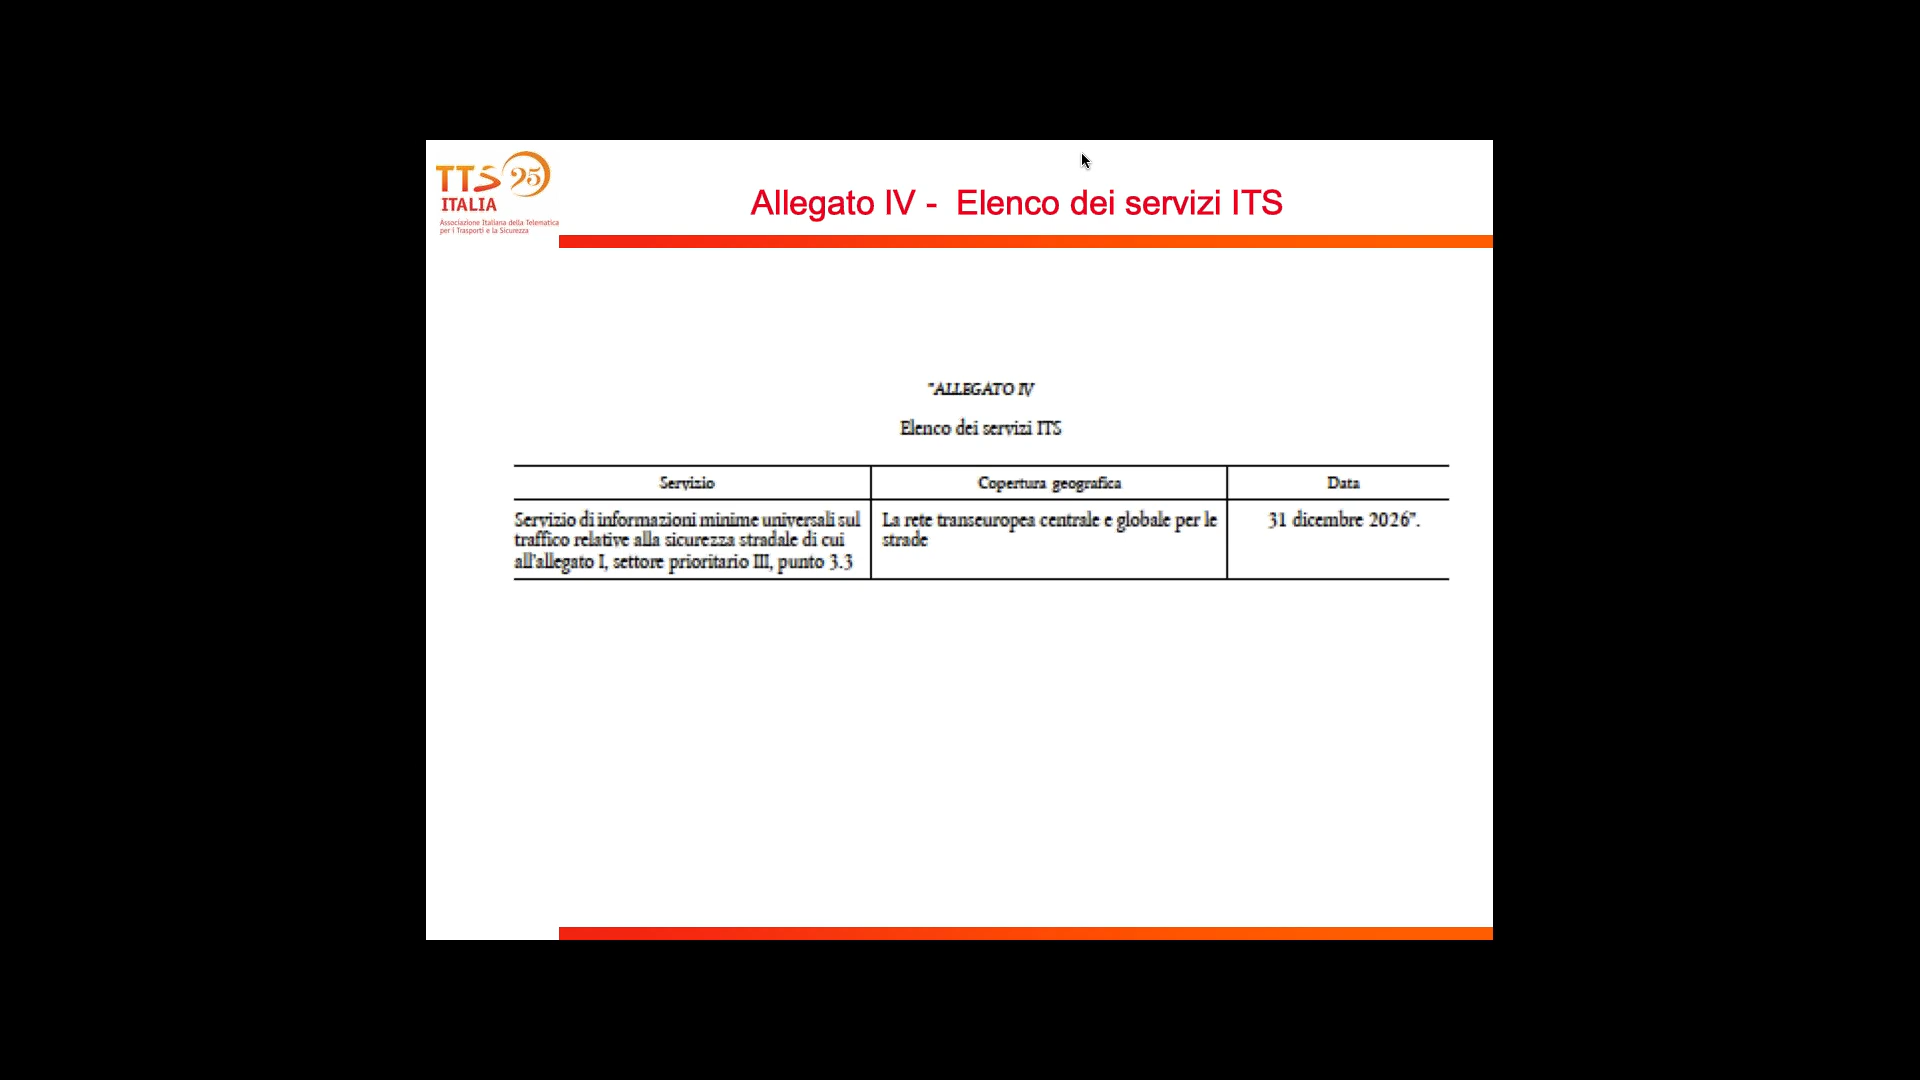 TTS 25
ITALIA
Associazione Italiana della Telematica
per i Trasporti e la Sicurezza
Allegato IV - Elenco dei servizi ITS
"ALLEGATO IV
Elenco dei servizi ITS
Servizio
Copertura geografica
Data
Servizio di informazioni minime universali sul
traffico relative alla sicurezza stradale di cui
all'allegato I, settore prioritario III, punto 3.3
La rete transeuropea centrale e globale per le
strade
31 dicembre 2026".